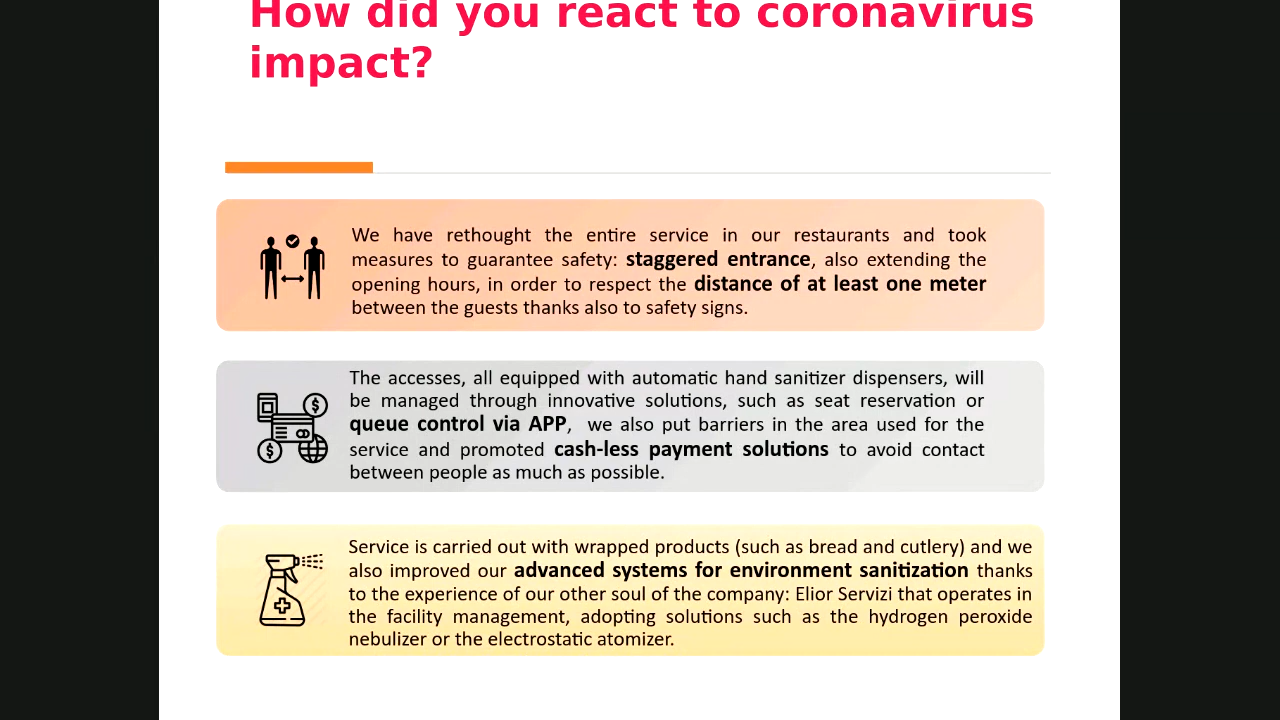 How did you react to coronavirus
impact?
We have rethought the entire service in our restaurants and took
measures to guarantee safety: staggered entrance, also extending the
opening hours, in order to respect the distance of at least one meter
between the guests thanks also to safety signs.
The accesses, all equipped with automatic hand sanitizer dispensers, will
be managed through innovative solutions, such as seat reservation or
queue control via APP, we also put barriers in the area used for the
service and promoted cash-less payment solutions to avoid contact
between people as much as possible.
Service is carried out with wrapped products (such as bread and cutlery) and we
also improved our advanced systems for environment sanitization thanks
to the experience of our other soul of the company: Elior Servizi that operates in
the facility management, adopting solutions such as the hydrogen peroxide
nebulizer or the electrostatic atomizer.